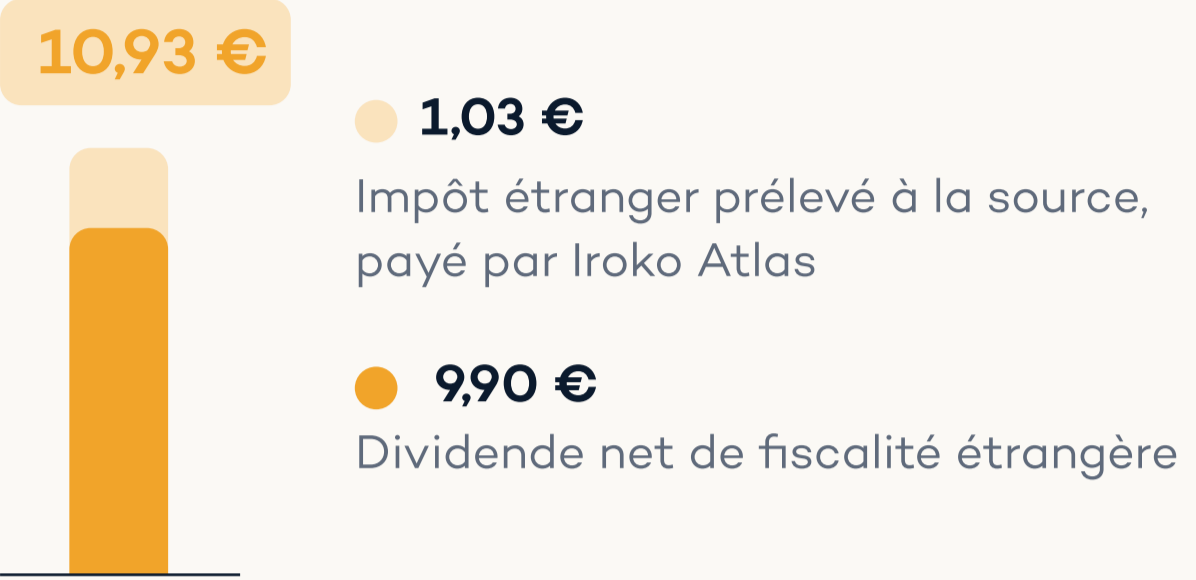 10,93 €
1,03 €
Impôt étranger prélevé à la source,
payé par Iroko Atlas
9,90 €
Dividende net de fiscalité étrangère